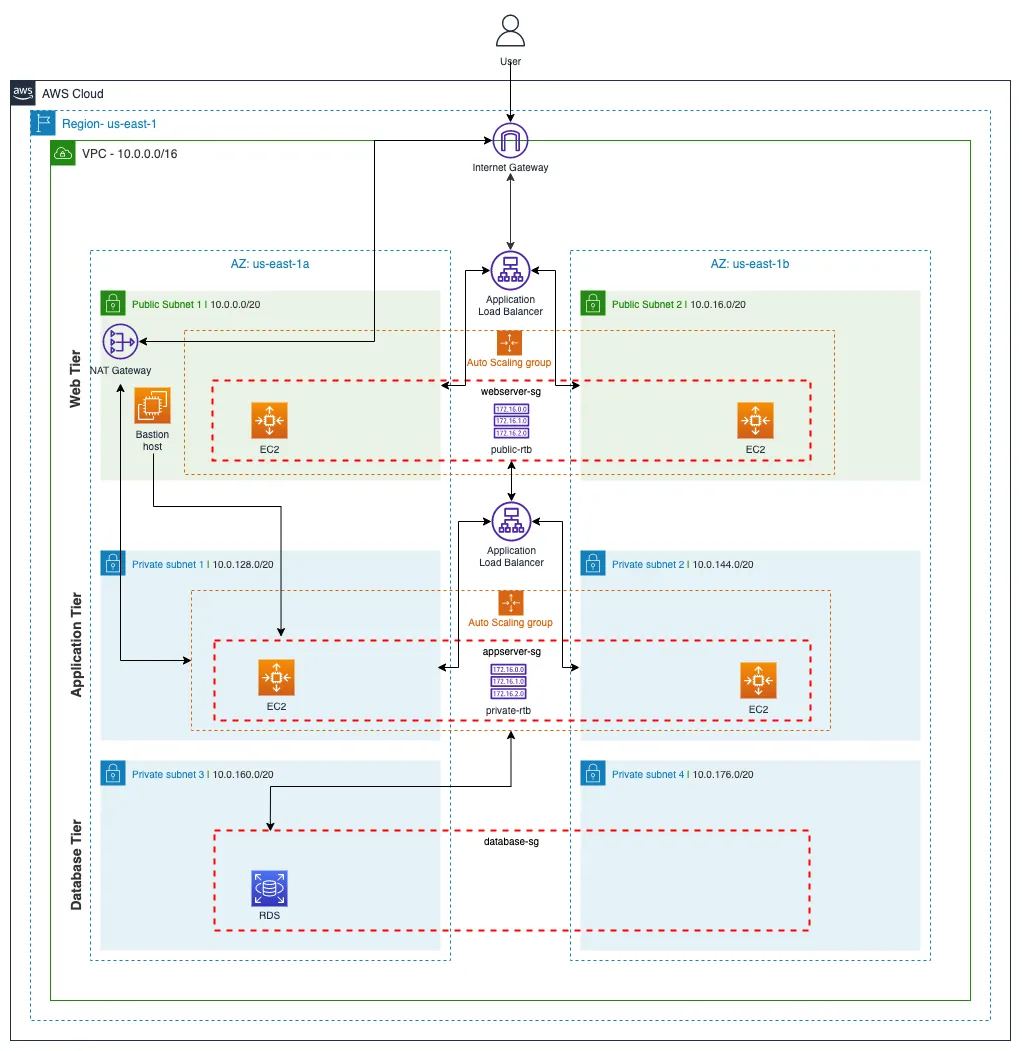 User
aws
AWS Cloud
Region- us-east-1
VPC - 10.0.0.0/16
Internet Gateway
AZ: us-east-1a
AZ: us-east-1b
Application
Load Balancer
Public Subnet 1 | 10.0.0.0/20
Public Subnet 2 | 10.0.16.0/20
Web Tier
NAT Gateway
Auto Scaling group
Bastion
host
webserver-sg
172.16.0.0
172.16.1.0
172.16.2.0
EC2
public-rtb
EC2
Application
Load Balancer
Private subnet 1 | 10.0.128.0/20
Private subnet 2 | 10.0.144.0/20
Application Tier
Auto Scaling group
appserver-sg
172.16.0.0
172.16.1.0
172.16.2.0
EC2
private-rtb
EC2
Private subnet 3 | 10.0.160.0/20
Private subnet 4 | 10.0.176.0/20
Database Tier
database-sg
RDS